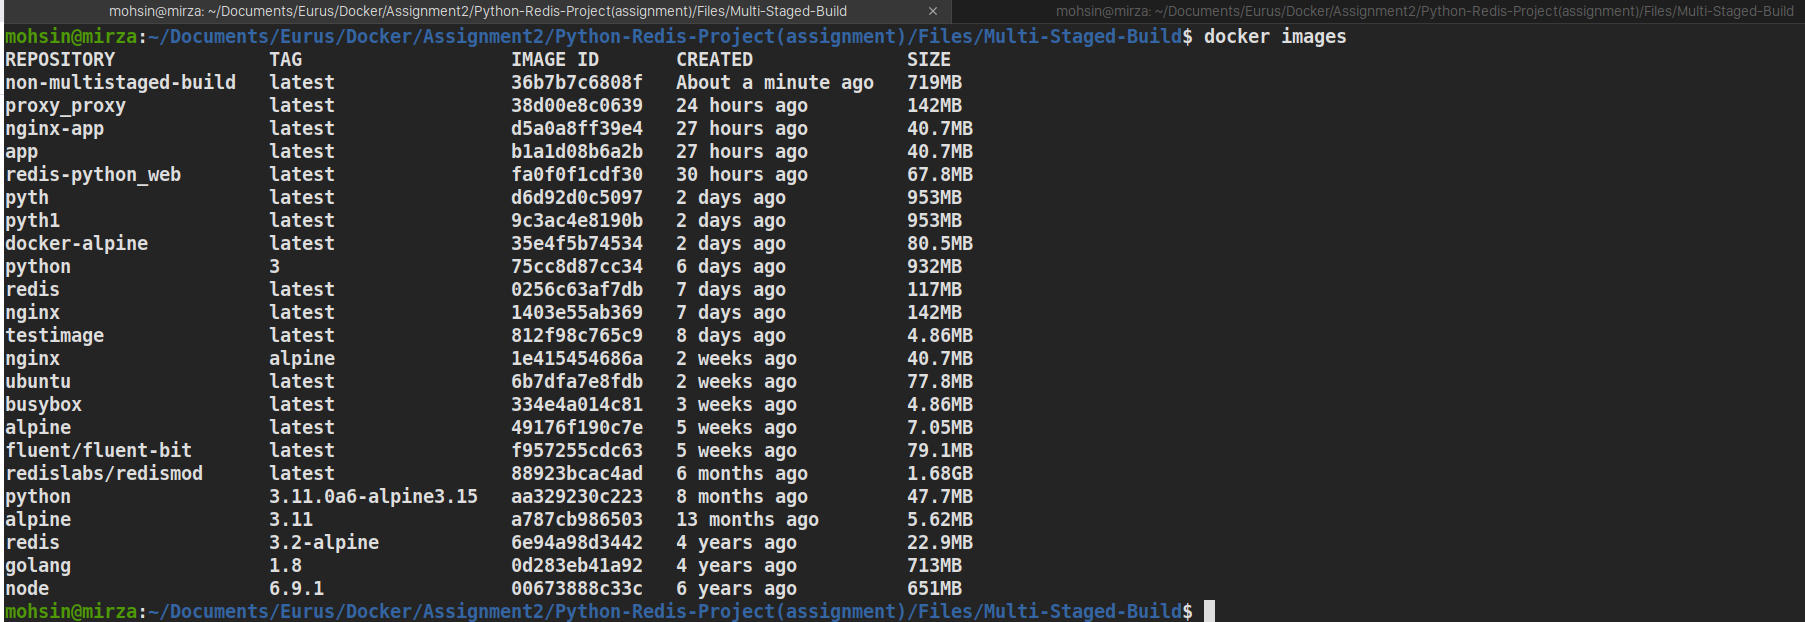 mohsin@mirza: ~/Documents/Eurus/Docker/Assignment2/Python-Redis-Project(assignment)/Files/Multi-Staged-Build × mohsin@mirza: ~/Documents/Eurus/Docker/Assignment2/Python-Redis-Project(assignment)/Files/Multi-Staged-Build
mohsin@mirza:~/Documents/Eurus/Docker/Assignment2/Python-Redis-Project(assignment)/Files/Multi-Staged-Build$ docker images
REPOSITORY TAG IMAGE ID CREATED SIZE
non-multistaged-build latest 36b7b7c6808f About a minute ago 719MB
proxy_proxy latest 38d00e8c0639 24 hours ago 142MB
nginx-app latest d5a0a8ff39e4 27 hours ago 40.7MB
app latest b1a1d08b6a2b 27 hours ago 40.7MB
redis-python_web latest fa0f0f1cdf30 30 hours ago 67.8MB
pyth latest d6d92d0c5097 2 days ago 953MB
pyth1 latest 9c3ac4e8190b 2 days ago 953MB
docker-alpine latest 35e4f5b74534 2 days ago 80.5MB
python 3 75cc8d87cc34 6 days ago 932MB
redis latest 0256c63af7db 7 days ago 117MB
nginx latest 1403e55ab369 7 days ago 142MB
testimage latest 812f98c765c9 8 days ago 4.86MB
nginx alpine 1e415454686a 2 weeks ago 40.7MB
ubuntu latest 6b7dfa7e8fdb 2 weeks ago 77.8MB
busybox latest 334e4a014c81 3 weeks ago 4.86MB
alpine latest 49176f190c7e 5 weeks ago 7.05MB
fluent/fluent-bit latest f957255cdc63 5 weeks ago 79.1MB
redislabs/redismod latest 88923bcac4ad 6 months ago 1.68GB
python 3.11.0a6-alpine3.15 aa329230c223 8 months ago 47.7MB
alpine 3.11 a787cb986503 13 months ago 5.62MB
redis 3.2-alpine 6e94a98d3442 4 years ago 22.9MB
golang 1.8 0d283eb41a92 4 years ago 713MB
node 6.9.1 00673888c33c 6 years ago 651MB
mohsin@mirza:~/Documents/Eurus/Docker/Assignment2/Python-Redis-Project(assignment)/Files/Multi-Staged-Build$